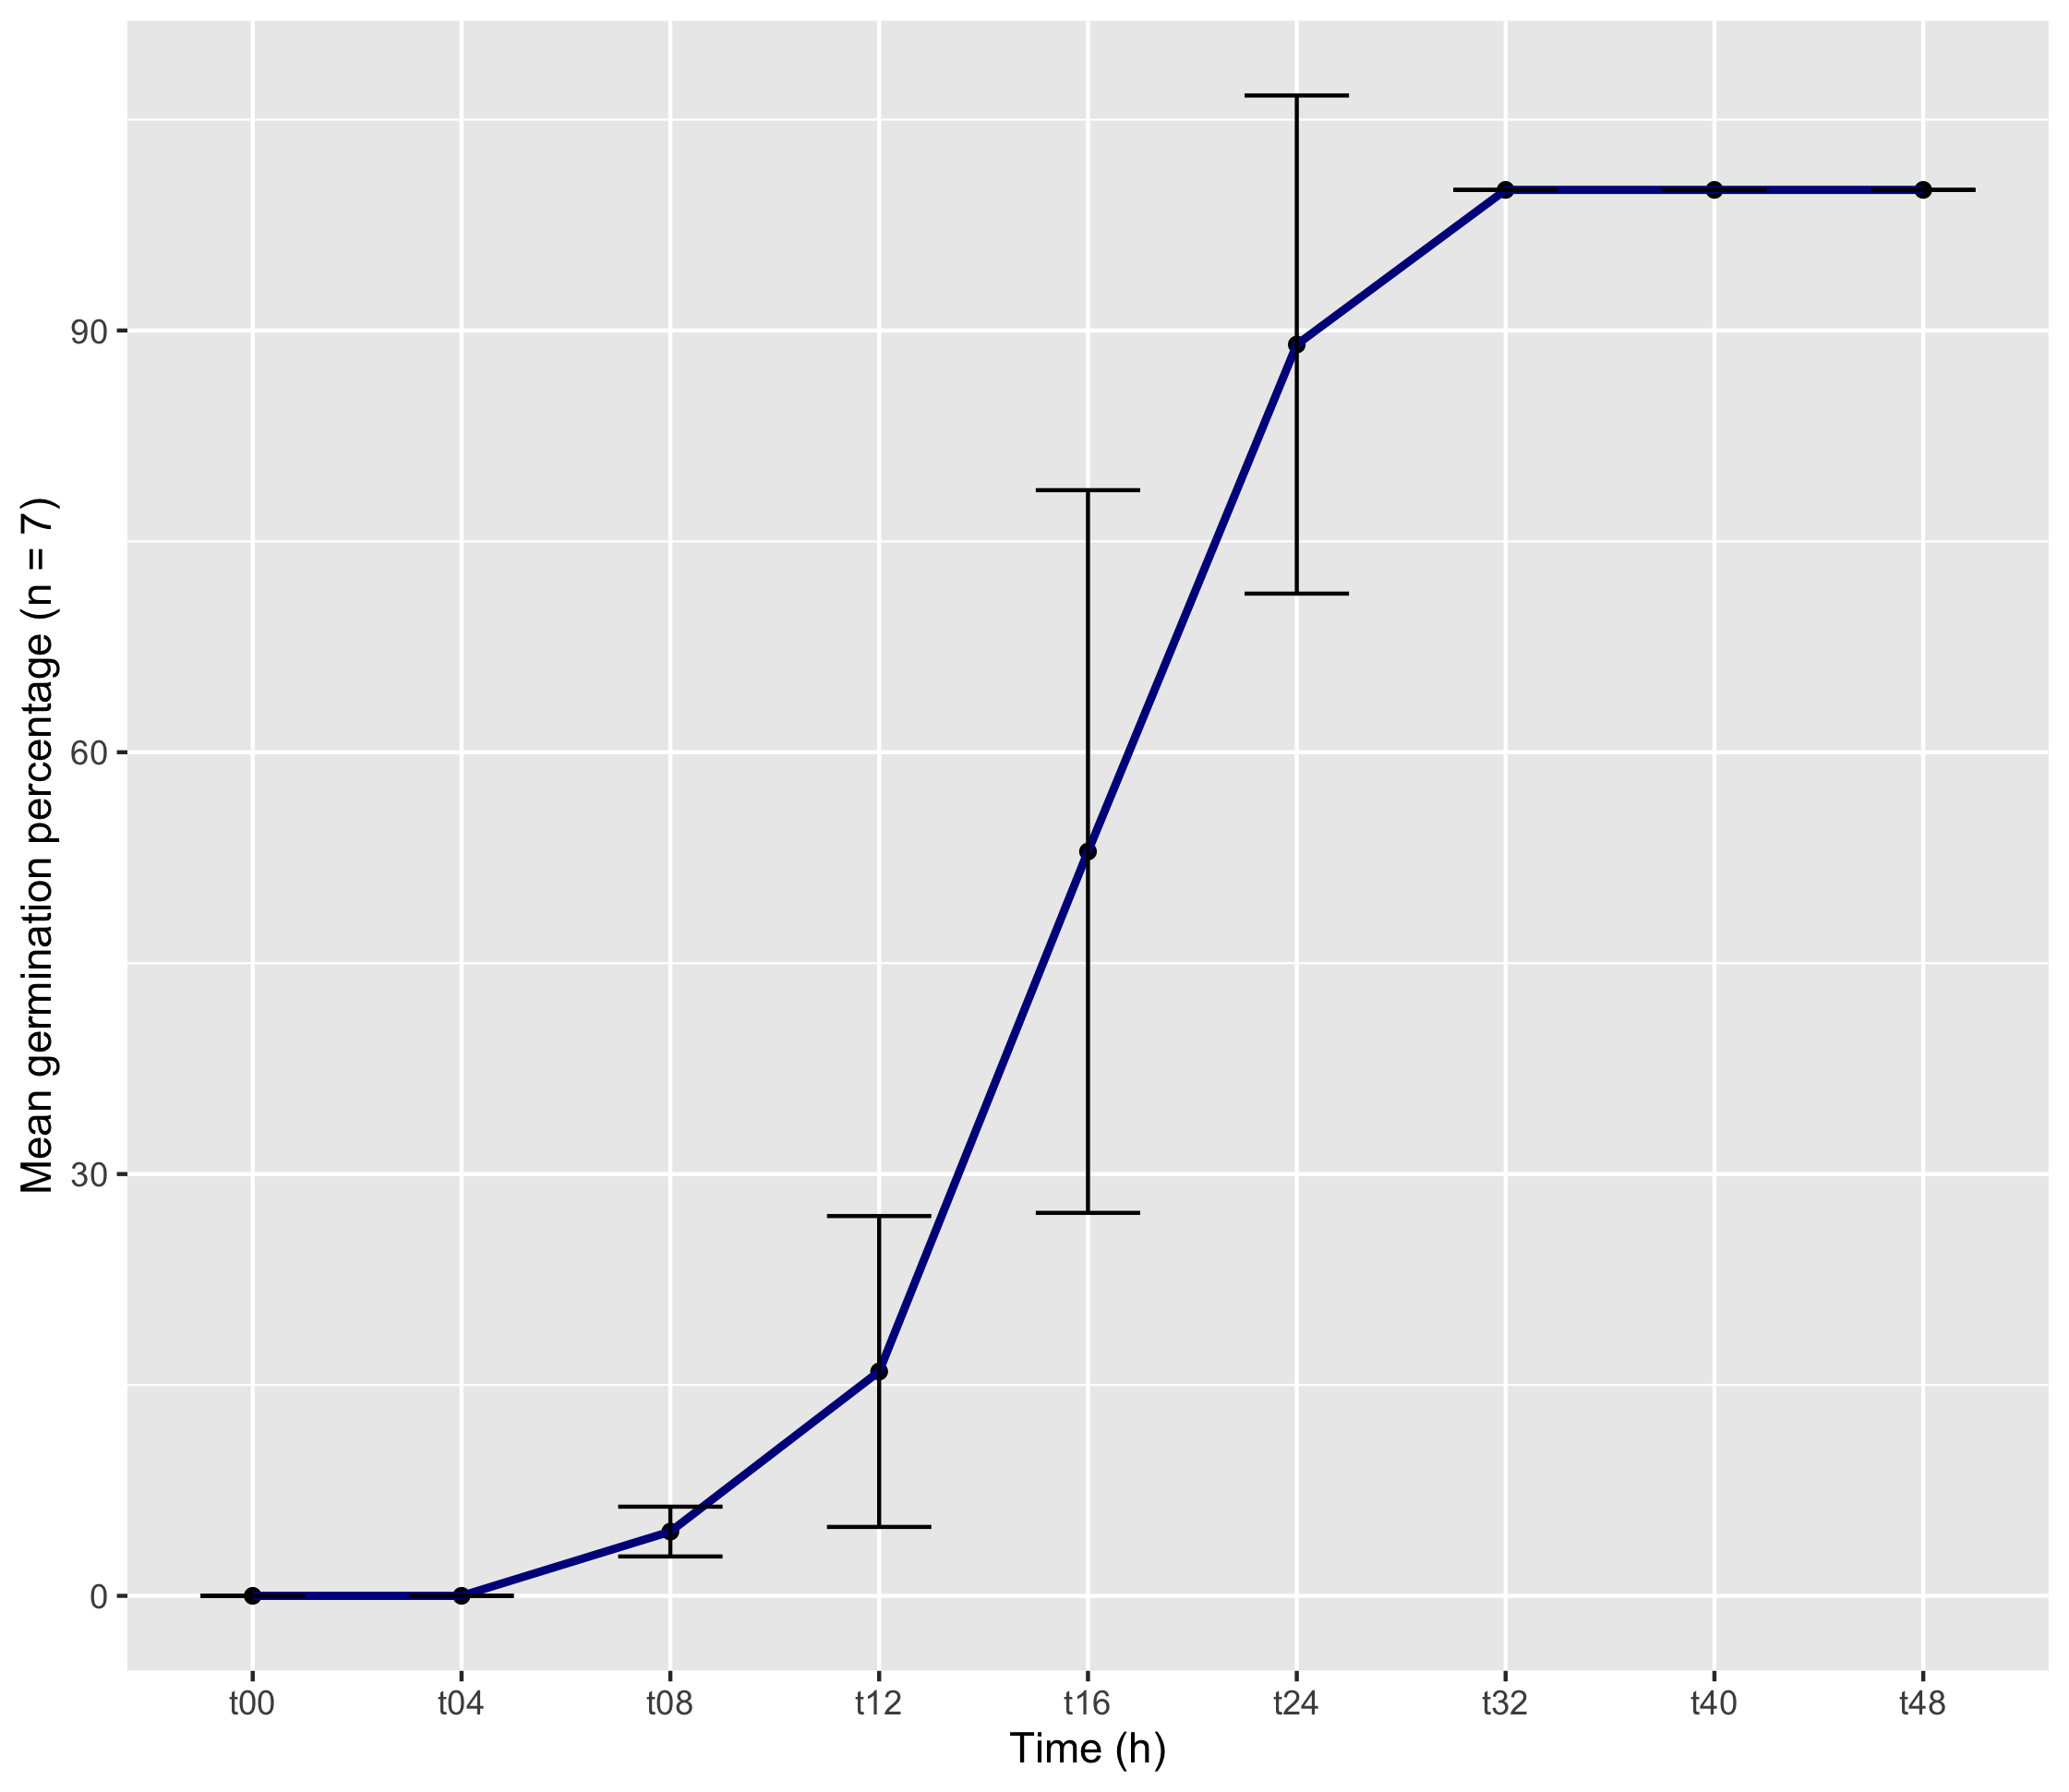 Mean germination percentage (n = 7)
90
60
30
0
t00 t04 t08 t12 t16 t24 t32 t40 t48
Time (h)